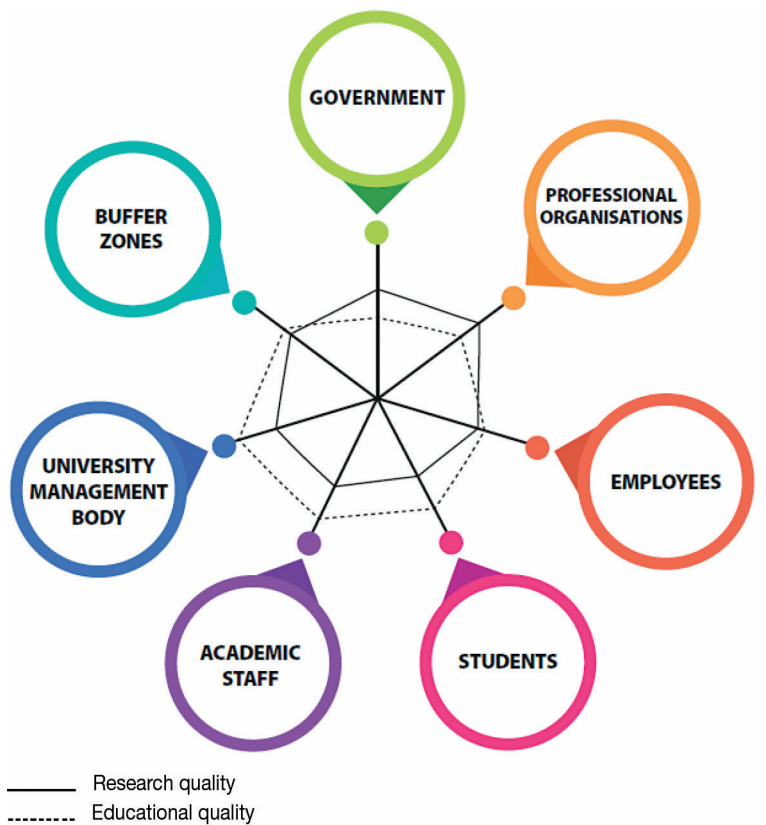 GOVERNMENT
PROFESSIONAL
ORGANISATIONS
BUFFER
ZONES
EMPLOYEES
UNIVERSITY
MANAGEMENT
BODY
ACADEMIC
STAFF
STUDENTS
Research quality
Educational quality